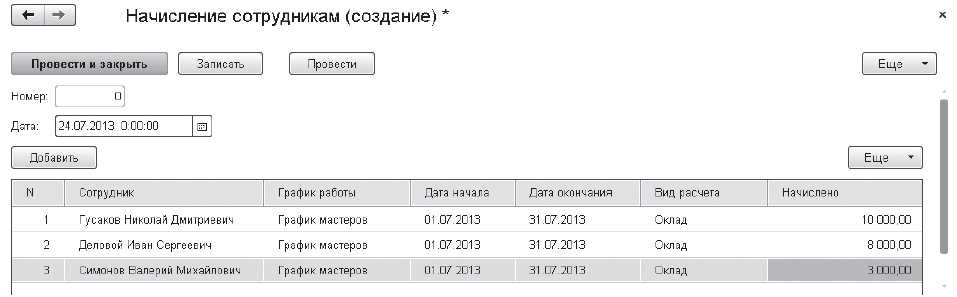 Начисление сотрудникам (создание) *
Провести и закрыть Записать Провести Еще
Номер: 0
Дата: 24.07.2013 0:00:00
Добавить Еще
N Сотрудник График работы Дата начала Дата окончания Вид расчета Начислено
1 Гусаков Николай Дмитриевич График мастеров 01.07.2013 31.07.2013 Оклад 10 000,00
2 Деловой Иван Сергеевич График мастеров 01.07.2013 31.07.2013 Оклад 8 000,00
3 Симонов Валерий Михайлович График мастеров 01.07.2013 31.07.2013 Оклад 3 000,00